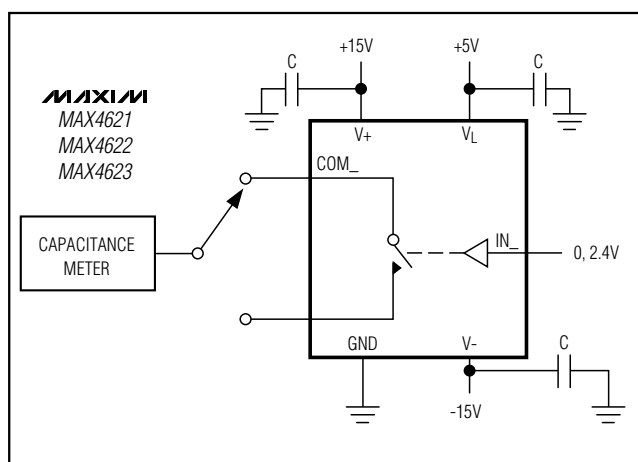 +15V
+5V
C
C
MAXIM
MAX4621
MAX4622
MAX4623
V+
VL
COM_
CAPACITANCE
METER
IN_
0, 2.4V
GND
V-
C
-15V